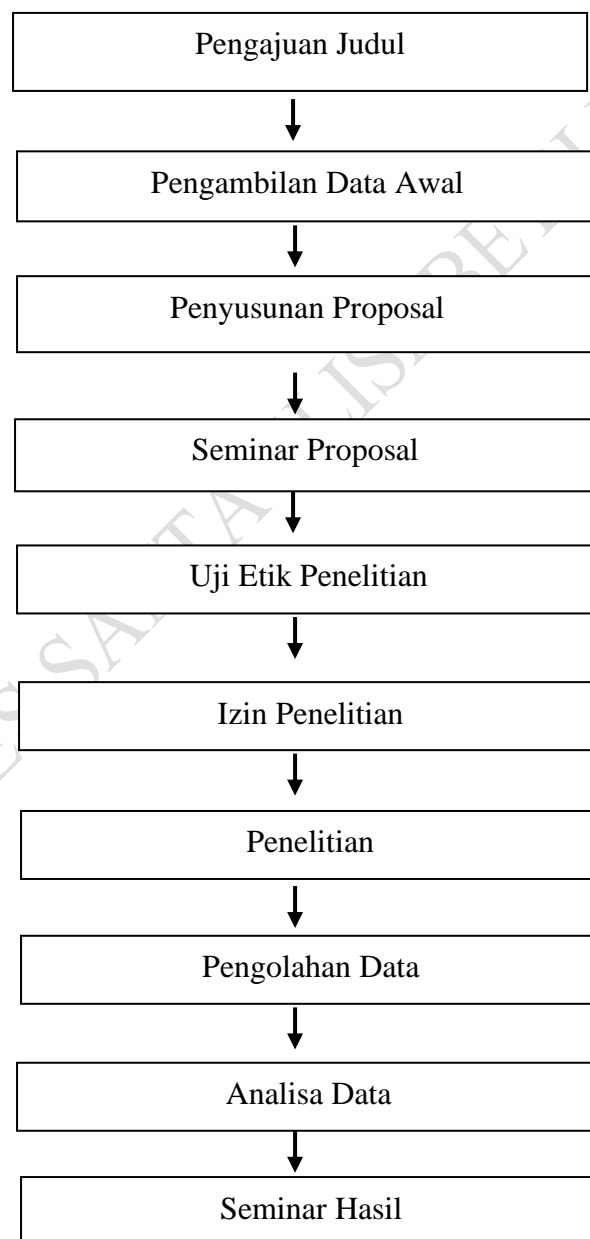 Pengajuan Judul
Pengambilan Data Awal
Penyusunan Proposal
Seminar Proposal
Uji Etik Penelitian
Izin Penelitian
Penelitian
Pengolahan Data
Analisa Data
Seminar Hasil